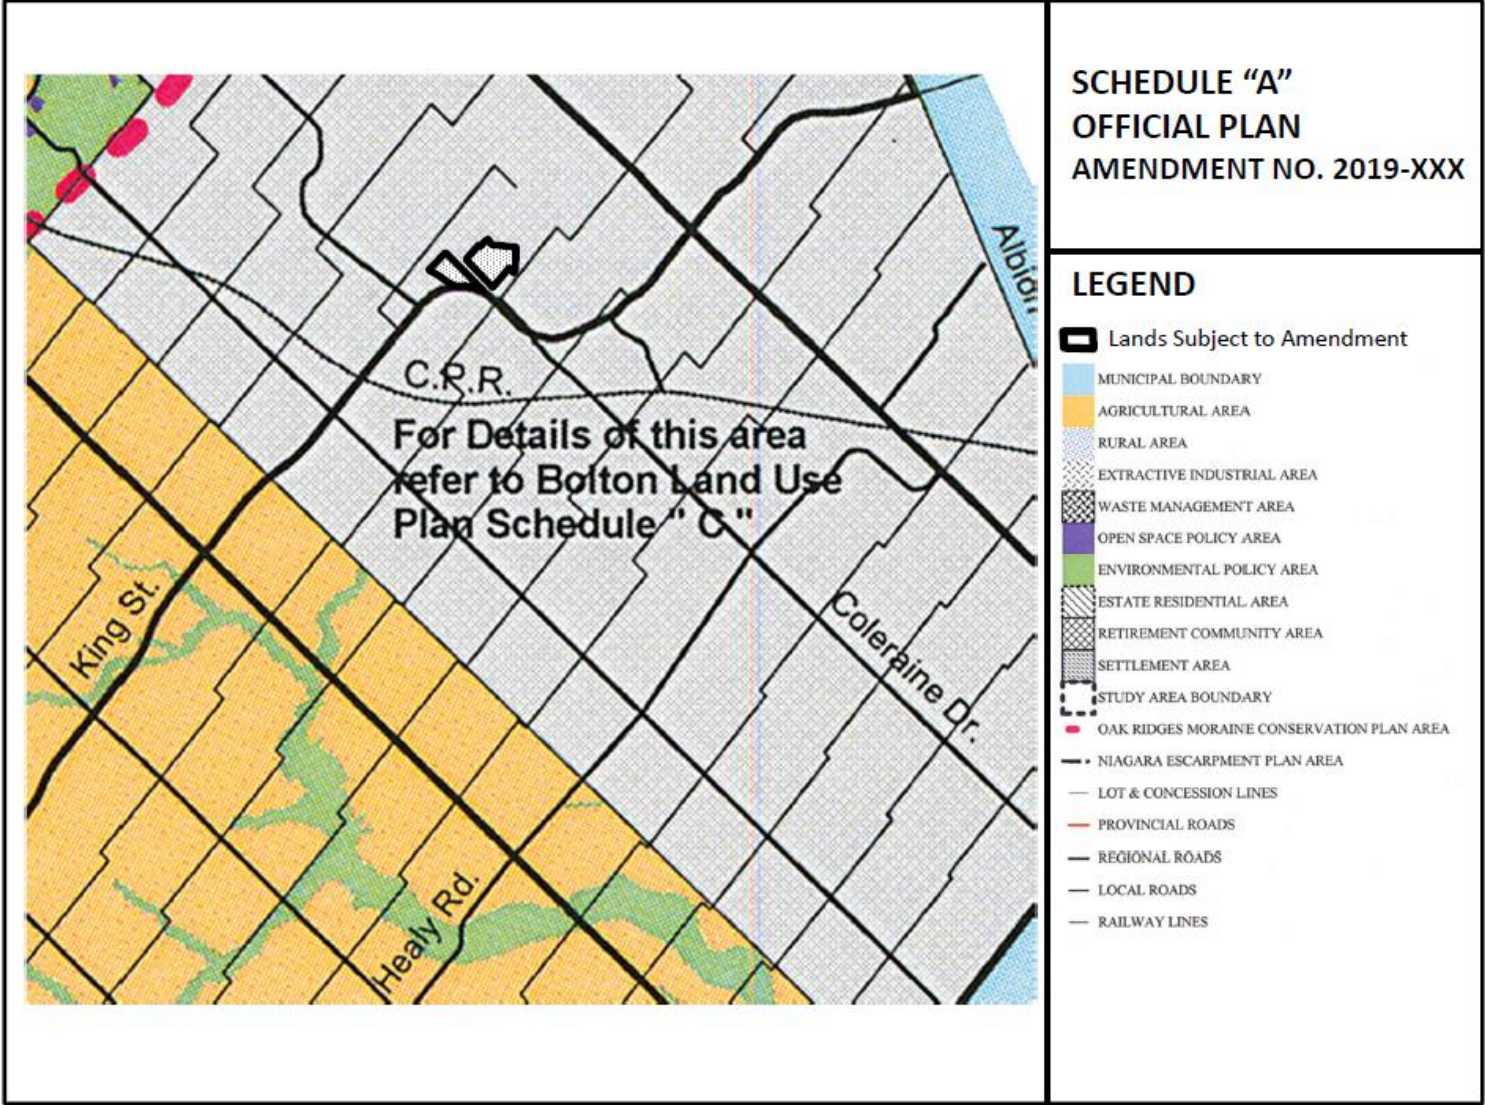 SCHEDULE “A”
OFFICIAL PLAN
AMENDMENT NO. 2019-XXX
LEGEND
Lands Subject to Amendment
MUNICIPAL BOUNDARY
AGRICULTURAL AREA
RURAL AREA
EXTRACTIVE INDUSTRIAL AREA
WASTE MANAGEMENT AREA
OPEN SPACE POLICY AREA
ENVIRONMENTAL POLICY AREA
ESTATE RESIDENTIAL AREA
RETIREMENT COMMUNITY AREA
SETTLEMENT AREA
STUDY AREA BOUNDARY
OAK RIDGES MORAINE CONSERVATION PLAN AREA
NIAGARA ESCARPMENT PLAN AREA
LOT & CONCESSION LINES
PROVINCIAL ROADS
REGIONAL ROADS
LOCAL ROADS
RAILWAY LINES
Albion
C.P.R.
For Details of this area
refer to Bolton Land Use
Plan Schedule " C "
King St.
Coleraine Dr.
Healy Rd.